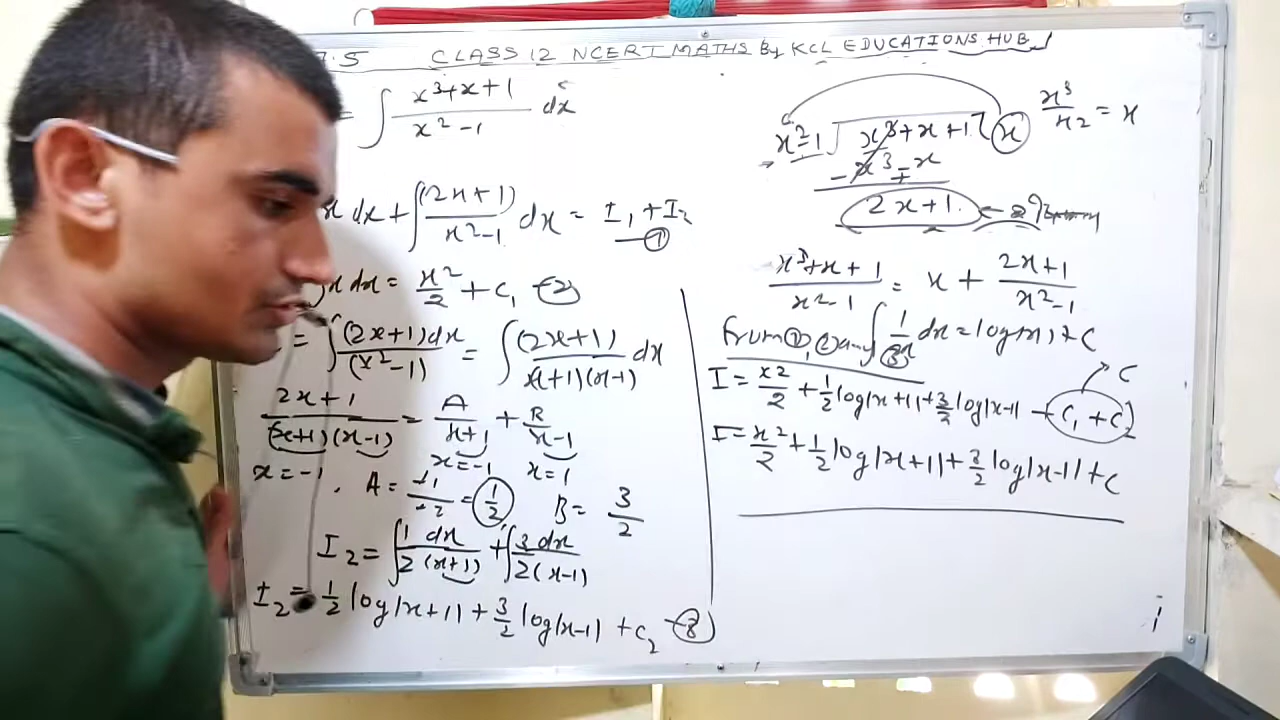 7.5 CLASS 12 NCERT MATHS By KCL EDUCATIONS HUB
= ∫ (x³+x+1)/(x²-1) dx
x dx + ∫ (2x+1)/(x²-1) dx = I₁ + I₂ —①
∫x dx = x²/2 + C₁ —②
= ∫ (2x+1)dx/(x²-1) = ∫ (2x+1)/((x+1)(x-1)) dx
(2x+1)/((x+1)(x-1)) = A/(x+1) + B/(x-1)
x=-1 x=1
x=-1, A = -1/-2 = 1/2 B = 3/2
I₂ = ∫ 1 dx/(2(x+1)) + ∫ 3dx/(2(x-1))
I₂ = 1/2 log|x+1| + 3/2 log|x-1| + C₂ —③
x²-1 ) x³+x+1 ( x x³/x² = x
-x³ ∓ x
2x+1
(x³+x+1)/(x²-1) = x + (2x+1)/(x²-1)
from ①,② and ③ ∫ 1/x dx = log|x| + C
C
I = x²/2 + 1/2 log|x+1| + 3/2 log|x-1| + C₁ + C₂
I = x²/2 + 1/2 log|x+1| + 3/2 log|x-1| + C